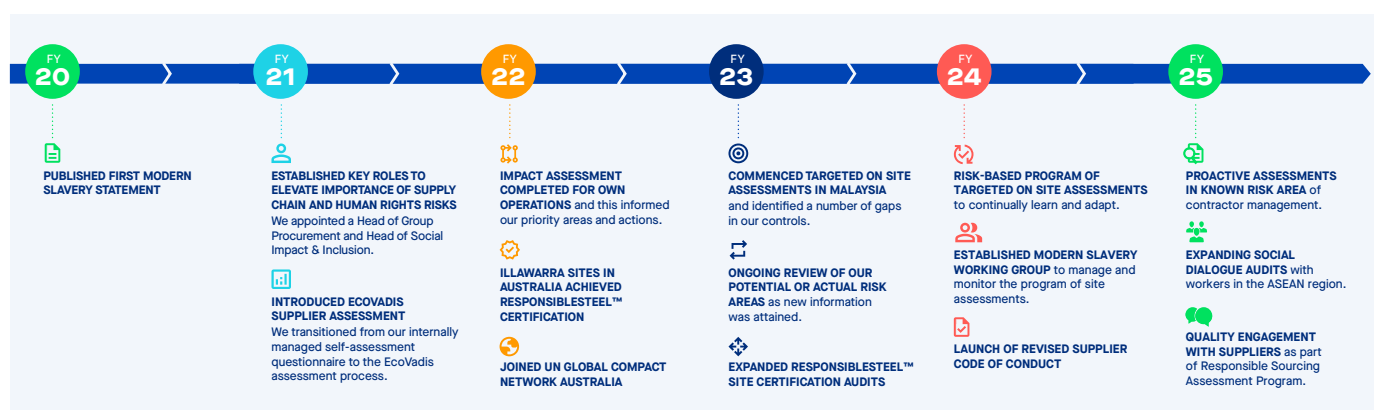 FY
20
PUBLISHED FIRST MODERN
SLAVERY STATEMENT
FY
21
ESTABLISHED KEY ROLES TO
ELEVATE IMPORTANCE OF SUPPLY
CHAIN AND HUMAN RIGHTS RISKS
We appointed a Head of Group
Procurement and Head of Social
Impact & Inclusion.
INTRODUCED ECOVADIS
SUPPLIER ASSESSMENT
We transitioned from our internally
managed self-assessment
questionnaire to the EcoVadis
assessment process.
FY
22
IMPACT ASSESSMENT
COMPLETED FOR OWN
OPERATIONS and this informed
our priority areas and actions.
ILLAWARRA SITES IN
AUSTRALIA ACHIEVED
RESPONSIBLESTEEL™
CERTIFICATION
JOINED UN GLOBAL COMPACT
NETWORK AUSTRALIA
FY
23
COMMENCED TARGETED ON SITE
ASSESSMENTS IN MALAYSIA
and identified a number of gaps
in our controls.
ONGOING REVIEW OF OUR
POTENTIAL OR ACTUAL RISK
AREAS as new information
was attained.
EXPANDED RESPONSIBLESTEEL™
SITE CERTIFICATION AUDITS
FY
24
RISK-BASED PROGRAM OF
TARGETED ON SITE ASSESSMENTS
to continually learn and adapt.
ESTABLISHED MODERN SLAVERY
WORKING GROUP to manage and
monitor the program of site
assessments.
LAUNCH OF REVISED SUPPLIER
CODE OF CONDUCT
FY
25
PROACTIVE ASSESSMENTS
IN KNOWN RISK AREA of
contractor management.
EXPANDING SOCIAL
DIALOGUE AUDITS with
workers in the ASEAN region.
QUALITY ENGAGEMENT
WITH SUPPLIERS as part
of Responsible Sourcing
Assessment Program.